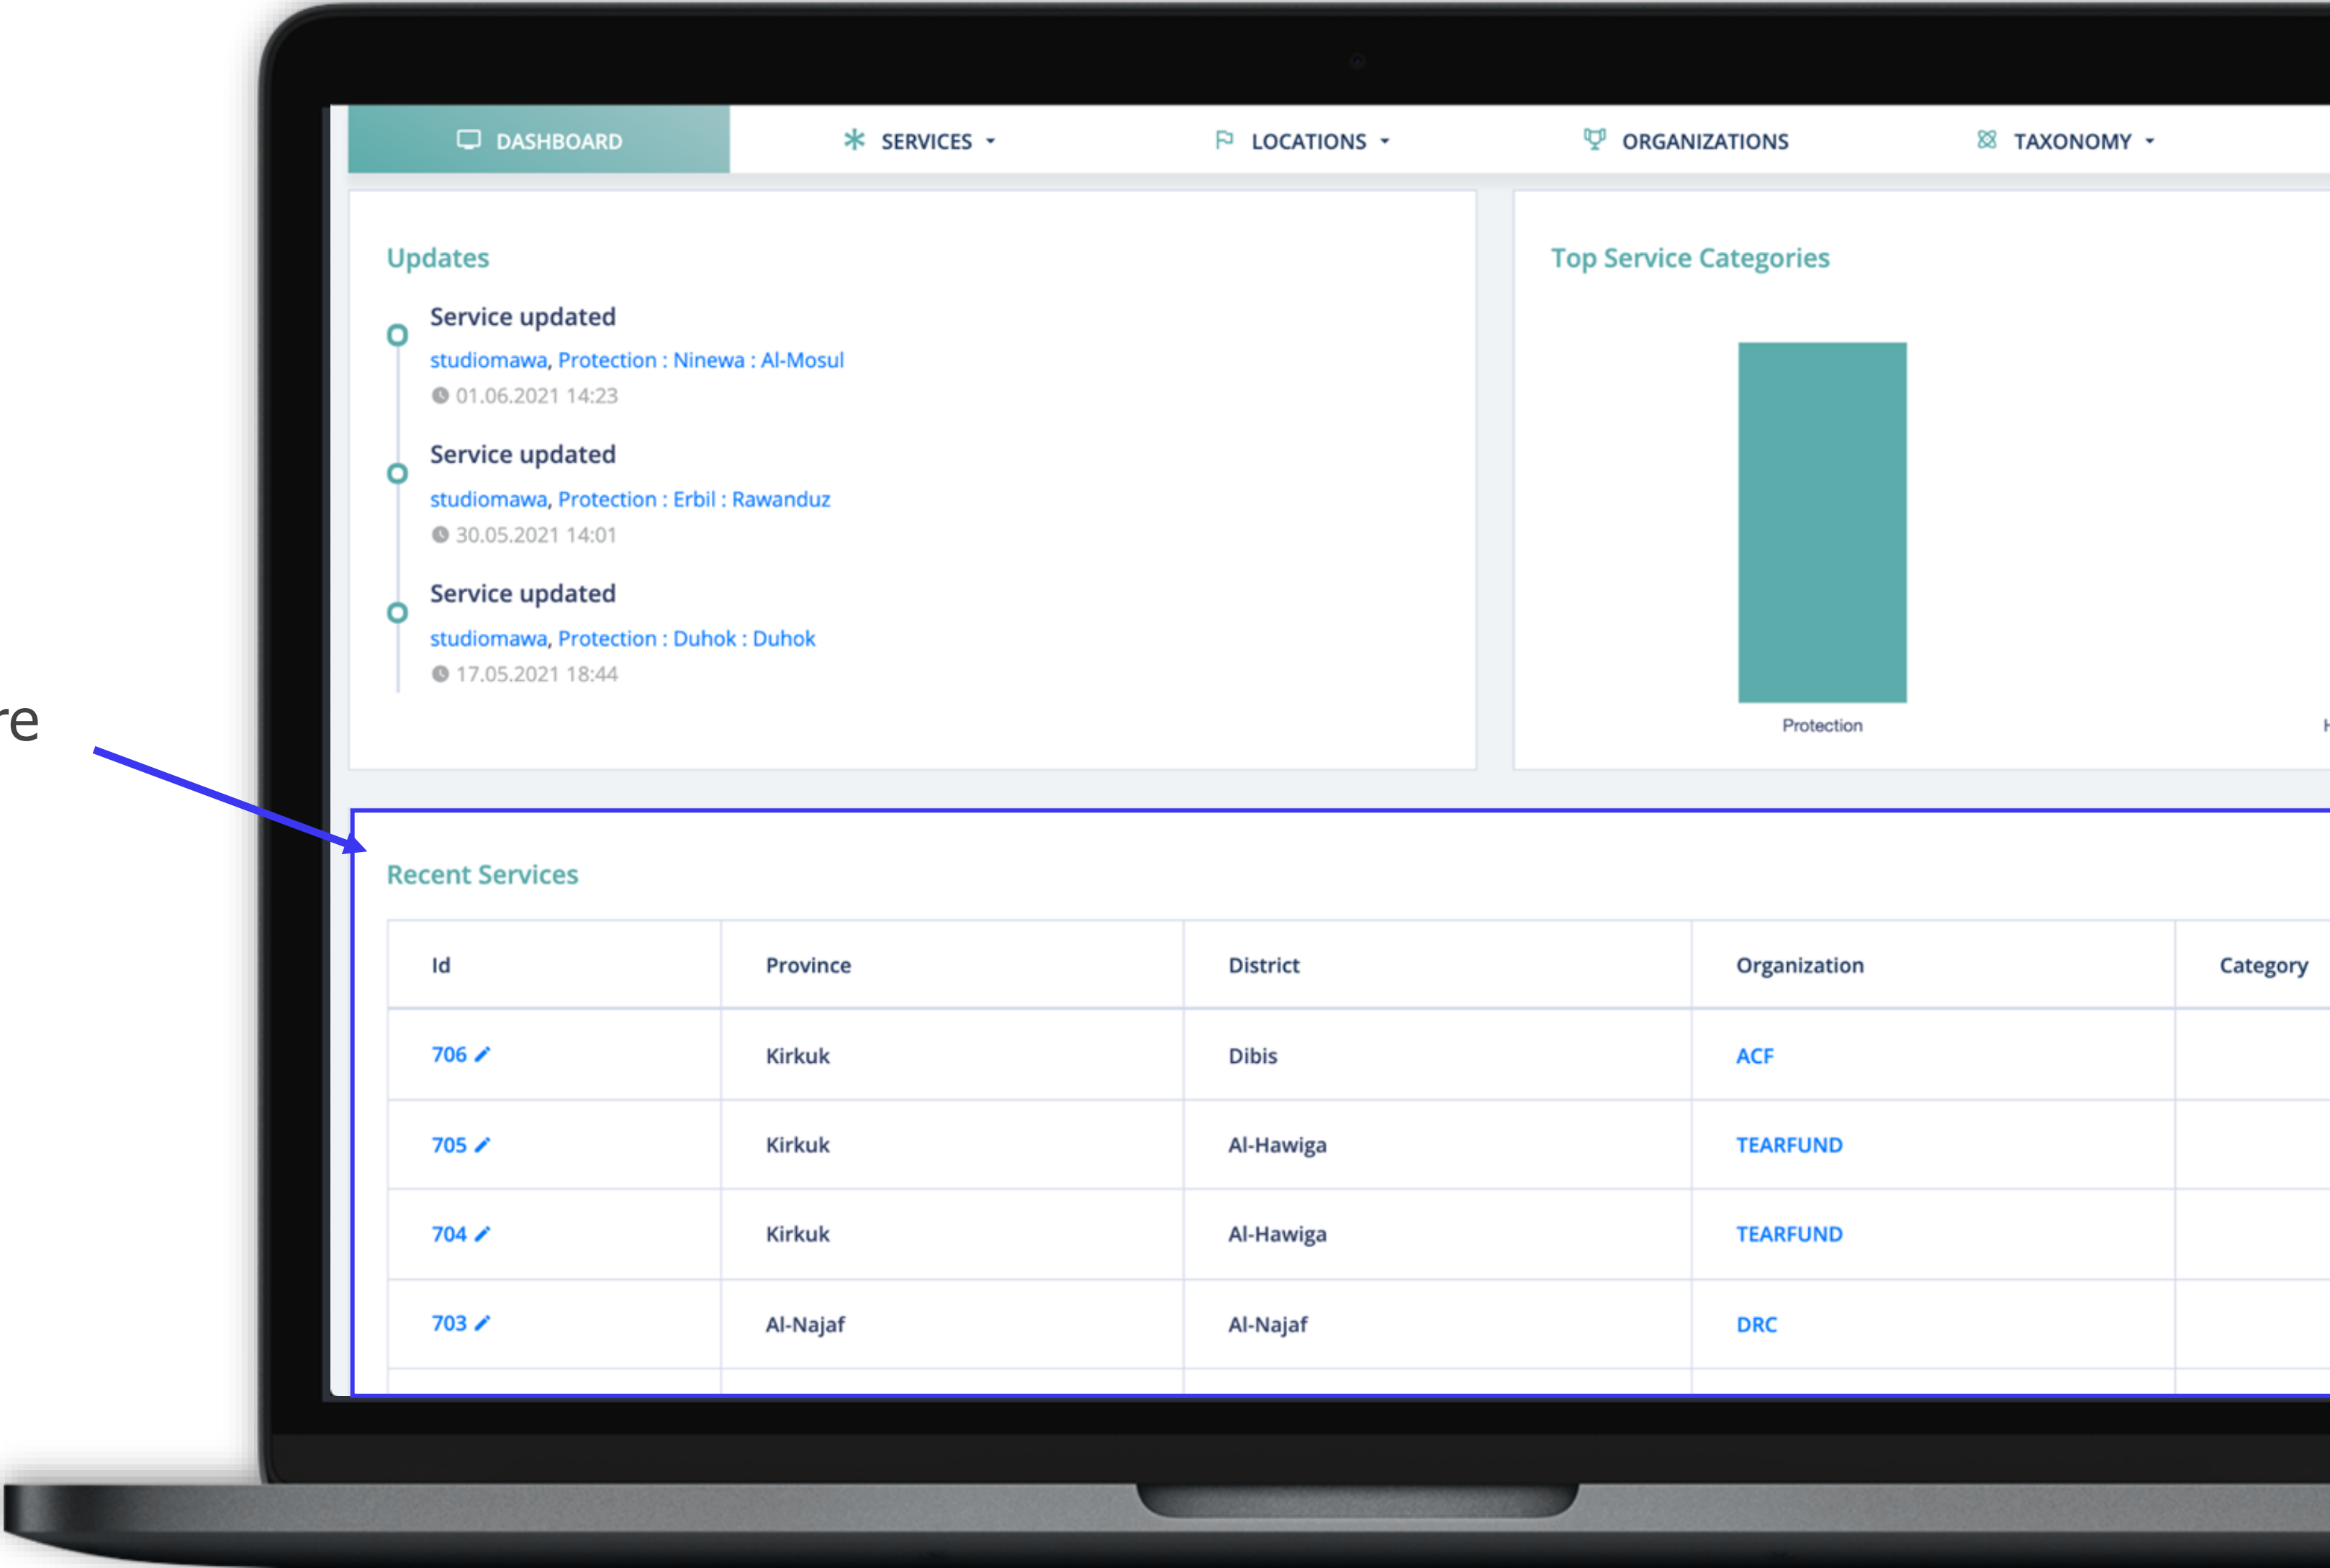 DASHBOARD SERVICES LOCATIONS ORGANIZATIONS TAXONOMY
Updates
Service updated
studiomawa, Protection : Ninewa : Al-Mosul
01.06.2021 14:23
Service updated
studiomawa, Protection : Erbil : Rawanduz
30.05.2021 14:01
Service updated
studiomawa, Protection : Duhok : Duhok
17.05.2021 18:44
Top Service Categories
Protection
re
Recent Services
Id Province District Organization Category
706 Kirkuk Dibis ACF
705 Kirkuk Al-Hawiga TEARFUND
704 Kirkuk Al-Hawiga TEARFUND
703 Al-Najaf Al-Najaf DRC